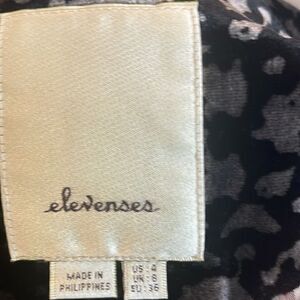 elevenses
MADE IN
PHILIPPINES
US: 4
UK: 8
EU: 36